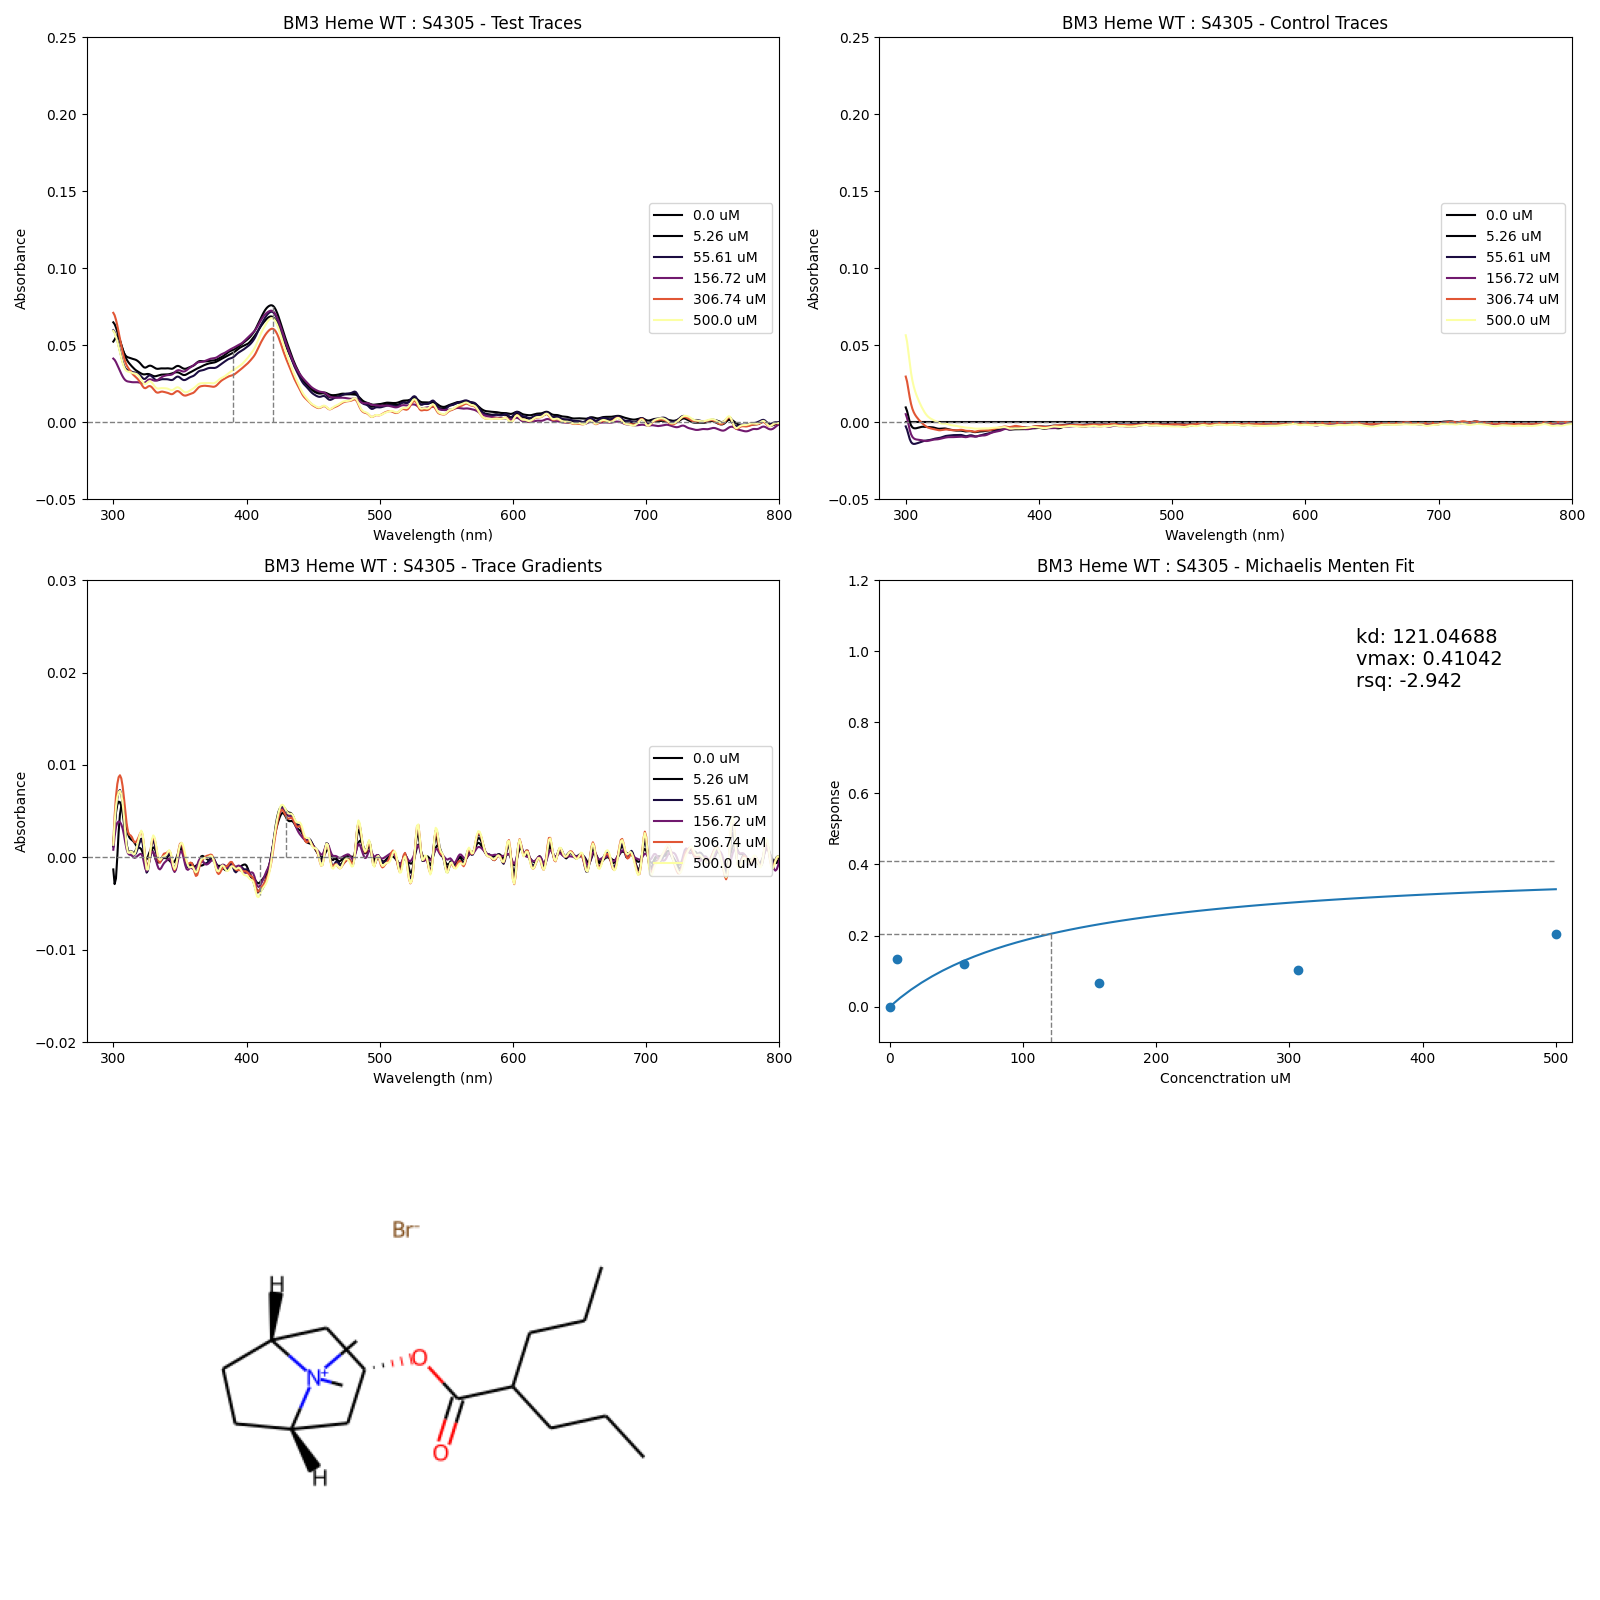 BM3 Heme WT : S4305 - Test Traces
0.25
0.20
0.15
0.10
0.05
0.00
−0.05
Absorbance
300
400
500
600
700
800
Wavelength (nm)
0.0 uM
5.26 uM
55.61 uM
156.72 uM
306.74 uM
500.0 uM
BM3 Heme WT : S4305 - Control Traces
0.25
0.20
0.15
0.10
0.05
0.00
−0.05
Absorbance
300
400
500
600
700
800
Wavelength (nm)
0.0 uM
5.26 uM
55.61 uM
156.72 uM
306.74 uM
500.0 uM
BM3 Heme WT : S4305 - Trace Gradients
0.03
0.02
0.01
0.00
−0.01
−0.02
Absorbance
300
400
500
600
700
800
Wavelength (nm)
0.0 uM
5.26 uM
55.61 uM
156.72 uM
306.74 uM
500.0 uM
BM3 Heme WT : S4305 - Michaelis Menten Fit
1.2
1.0
0.8
0.6
0.4
0.2
0.0
Response
0
100
200
300
400
500
Concenctration uM
kd: 121.04688
vmax: 0.41042
rsq: -2.942
Br⁻
H
N⁺
O
O
H